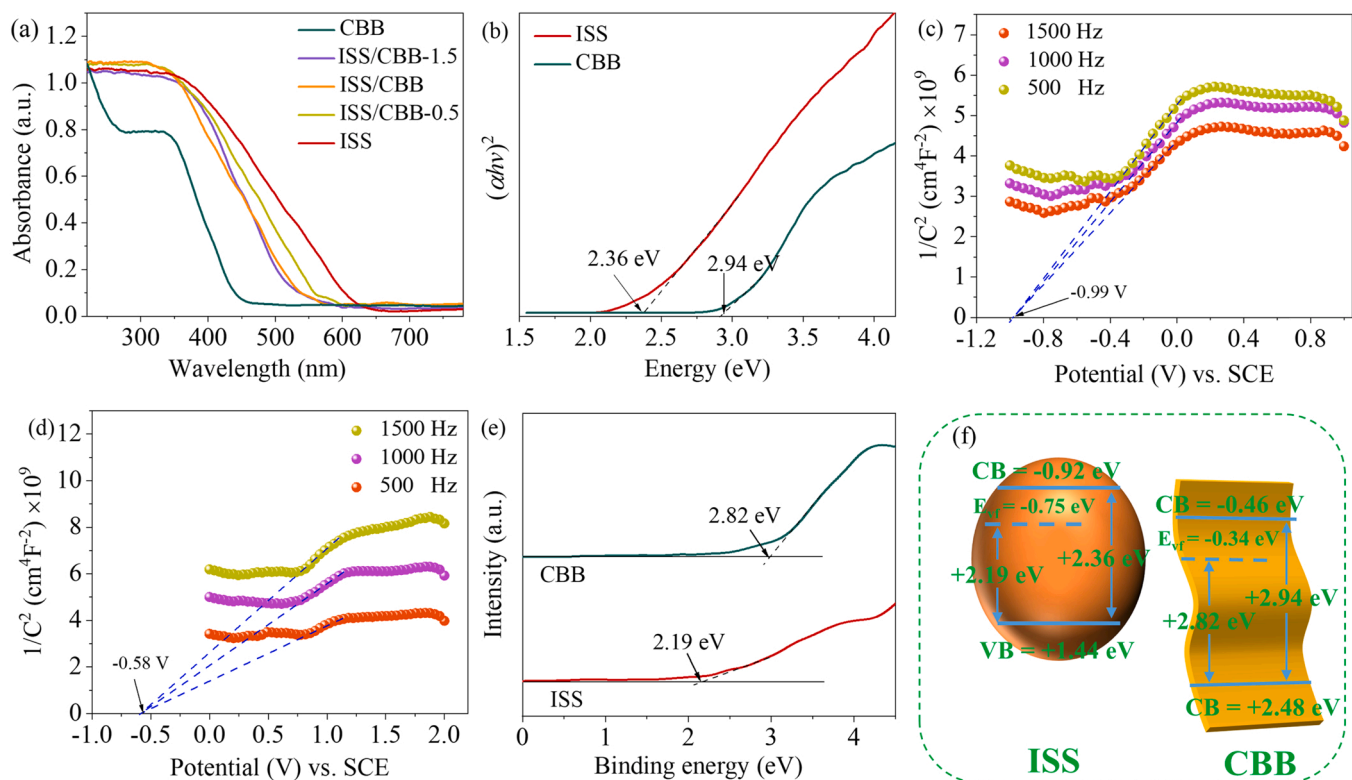 (a)
1.2
1.0
0.8
0.6
0.4
0.2
0.0
Absorbance (a.u.)
CBB
ISS/CBB-1.5
ISS/CBB
ISS/CBB-0.5
ISS
300
400
500
600
700
Wavelength (nm)
(b)
(αhν)²
ISS
CBB
2.36 eV
2.94 eV
1.5
2.0
2.5
3.0
3.5
4.0
Energy (eV)
(c)
7
6
5
4
3
2
1
0
1/C² (cm⁴F⁻²) ×10⁹
1500 Hz
1000 Hz
500 Hz
-0.99 V
-1.2
-0.8
-0.4
0.0
0.4
0.8
Potential (V) vs. SCE
(d)
12
10
8
6
4
2
0
1/C² (cm⁴F⁻²) ×10⁹
1500 Hz
1000 Hz
500 Hz
-0.58 V
-1.0
-0.5
0.0
0.5
1.0
1.5
2.0
Potential (V) vs. SCE
(e)
Intensity (a.u.)
2.82 eV
CBB
2.19 eV
ISS
0
1
2
3
4
Binding energy (eV)
(f)
CB = -0.92 eV
Evf = -0.75 eV
+2.36 eV
+2.19 eV
VB = +1.44 eV
ISS
CB = -0.46 eV
Evf = -0.34 eV
+2.94 eV
+2.82 eV
CB = +2.48 eV
CBB